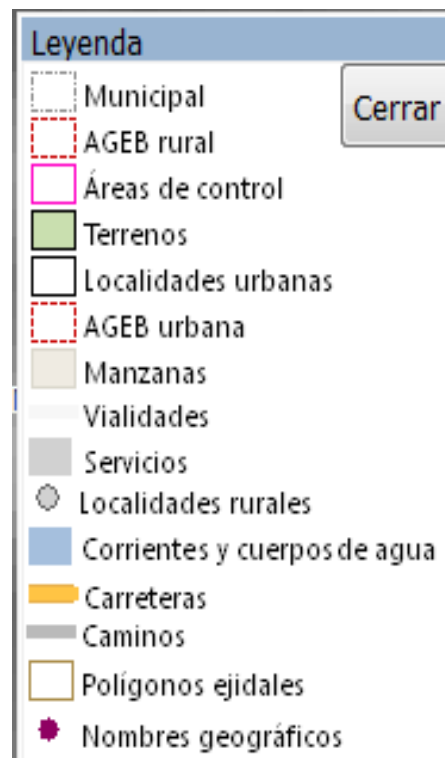 Leyenda
Municipal
Cerrar
AGEB rural
Áreas de control
Terrenos
Localidades urbanas
AGEB urbana
Manzanas
Vialidades
Servicios
Localidades rurales
Corrientes y cuerpos de agua
Carreteras
Caminos
Polígonos ejidales
Nombres geográficos